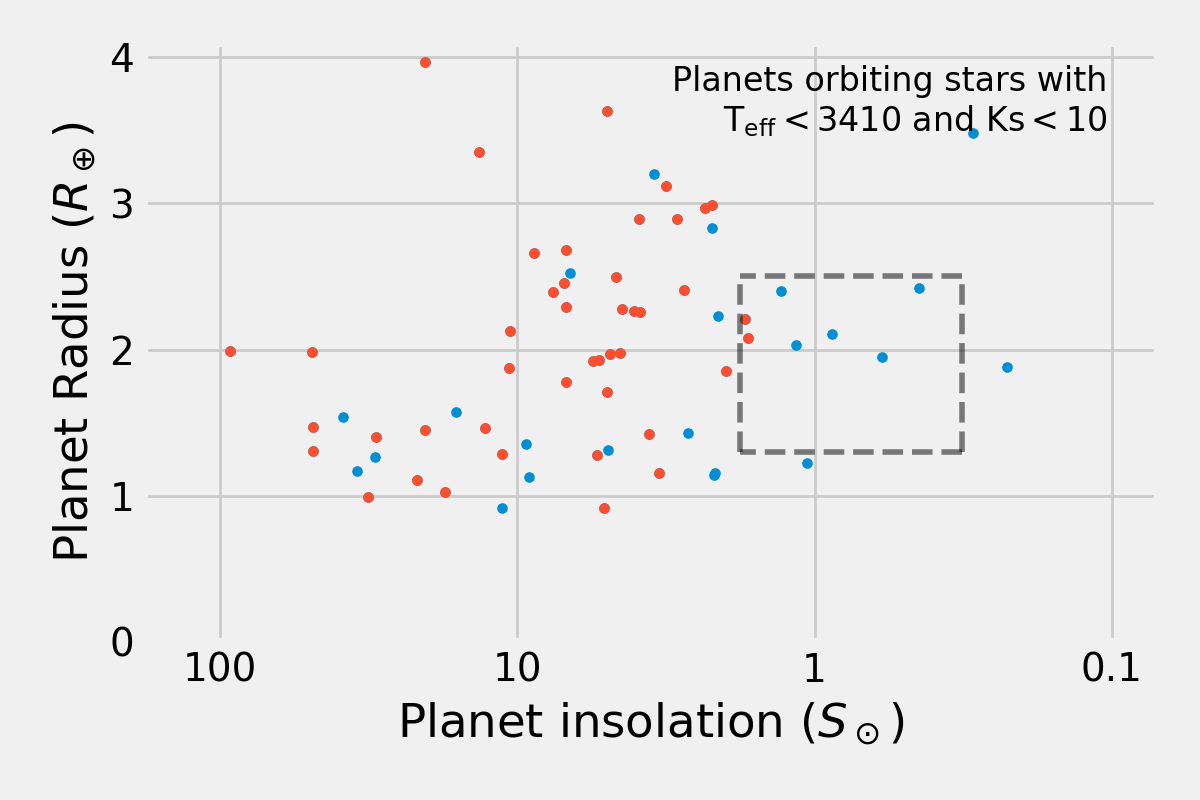 Planets orbiting stars with
T_eff < 3410 and Ks < 10
Planet Radius (R⊕)
4
3
2
1
0
100 10 1 0.1
Planet insolation (S⊙)